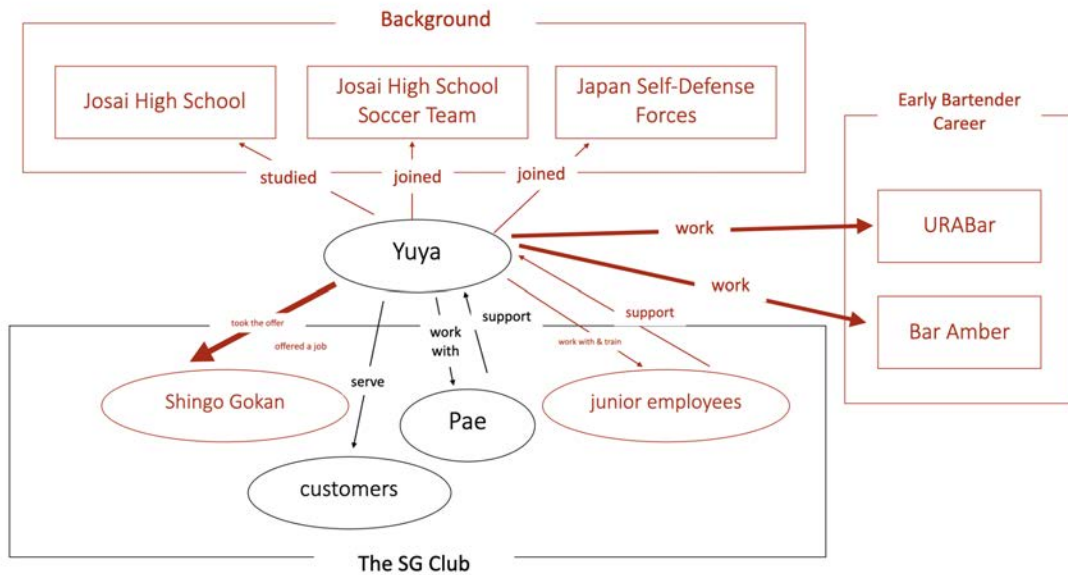 Background
Josai High School
Josai High School
Soccer Team
Japan Self-Defense
Forces
Early Bartender
Career
studied
joined
joined
URABar
work
Yuya
work
Bar Amber
took the offer
offered a job
work
with
support
support
work with & train
serve
Shingo Gokan
Pae
junior employees
customers
The SG Club